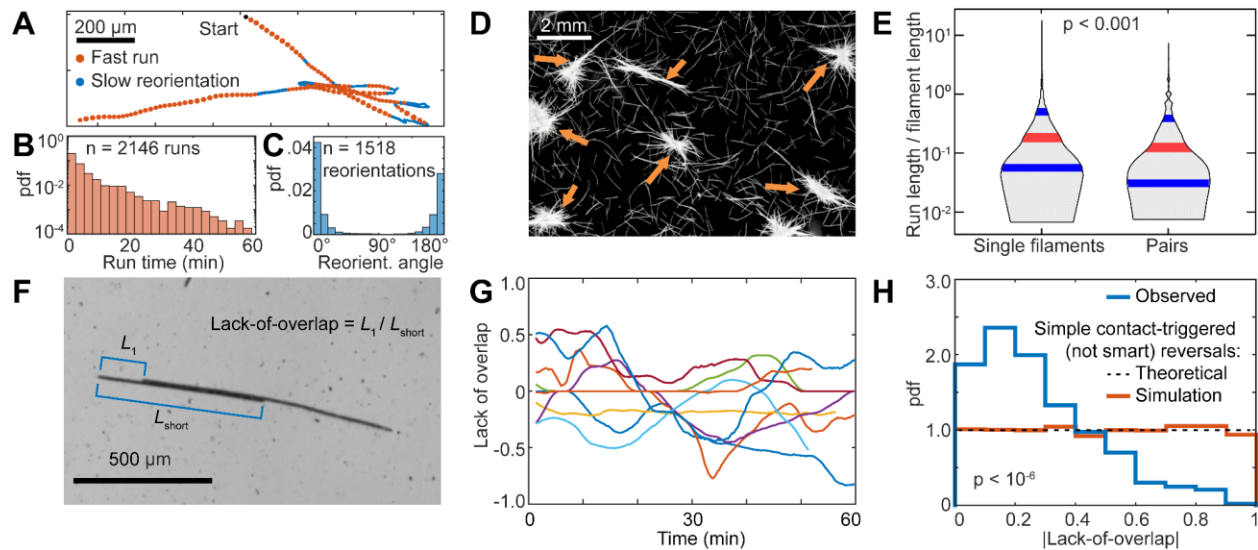 A
200 µm
Start
Fast run
Slow reorientation
B
n = 2146 runs
pdf
10⁰
10⁻²
10⁻⁴
0
20
40
60
Run time (min)
C
n = 1518
reorientations
pdf
.04
.02
0
0°
90°
180°
Reorient. angle
D
2 mm
E
p < 0.001
Run length / filament length
10⁺¹
10⁰
10⁻¹
10⁻²
Single filaments
Pairs
F
Lack-of-overlap = L₁ / Lshort
L₁
Lshort
500 µm
G
Lack of overlap
1.0
0.5
0
-0.5
-1.0
0
30
60
Time (min)
H
pdf
3.0
2.0
1.0
0
Observed
Simple contact-triggered
(not smart) reversals:
Theoretical
Simulation
p < 10⁻⁶
0
0.2
0.4
0.6
0.8
1
|Lack-of-overlap|